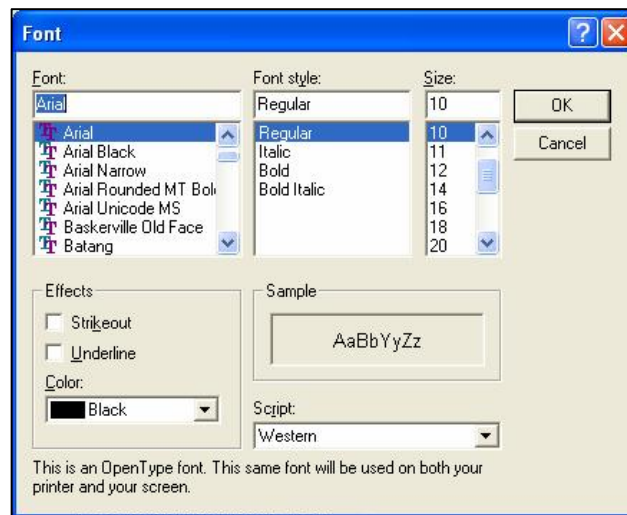 Font
Font:
Arial
Arial
Arial Black
Arial Narrow
Arial Rounded MT Bol
Arial Unicode MS
Baskerville Old Face
Batang
Font style:
Regular
Regular
Italic
Bold
Bold Italic
Size:
10
10
11
12
14
16
18
20
OK
Cancel
Effects
Strikeout
Underline
Color:
Black
Sample
AaBbYyZz
Script:
Western
This is an OpenType font. This same font will be used on both your
printer and your screen.